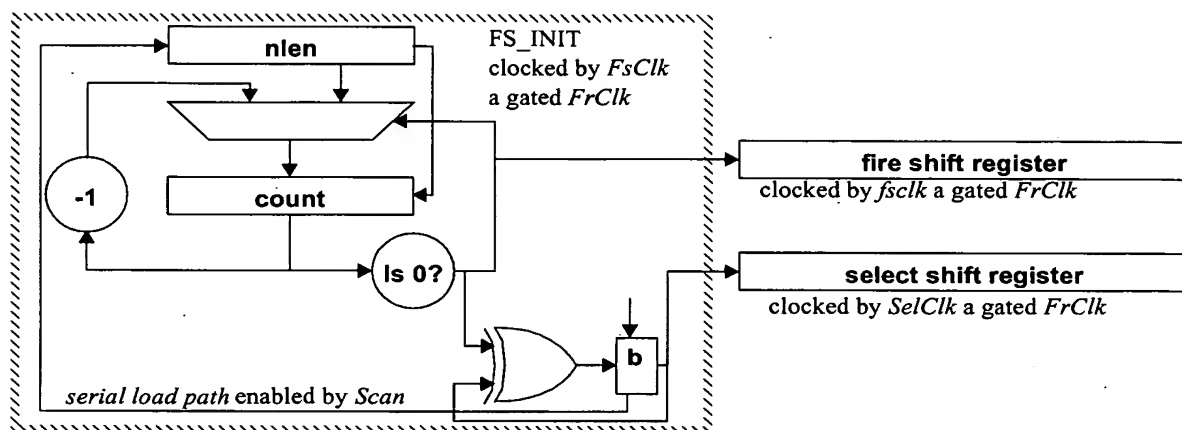 nlen
FS_INIT
clocked by FsClk
a gated FrClk
fire shift register
clocked by fsclk a gated FrClk
-1
count
Is 0?
select shift register
clocked by SelClk a gated FrClk
b
serial load path enabled by Scan